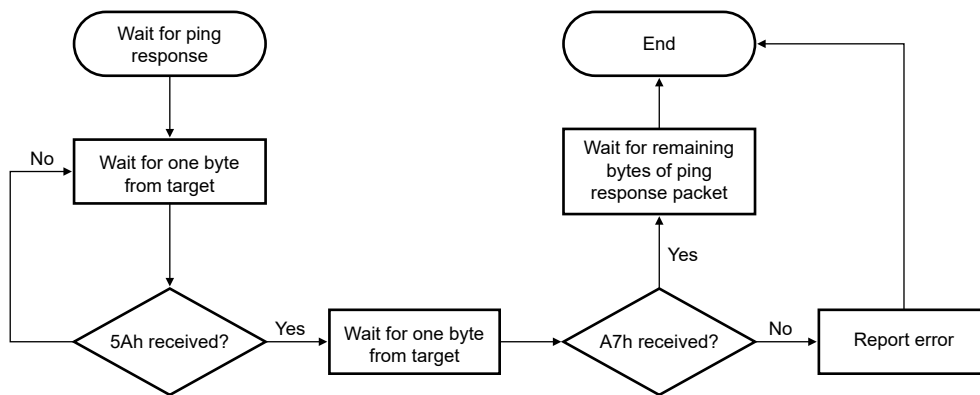 Wait for ping
response
No
Wait for one byte
from target
5Ah received?
Yes
Wait for one byte
from target
A7h received?
Yes
Wait for remaining
bytes of ping
response packet
End
No
Report error